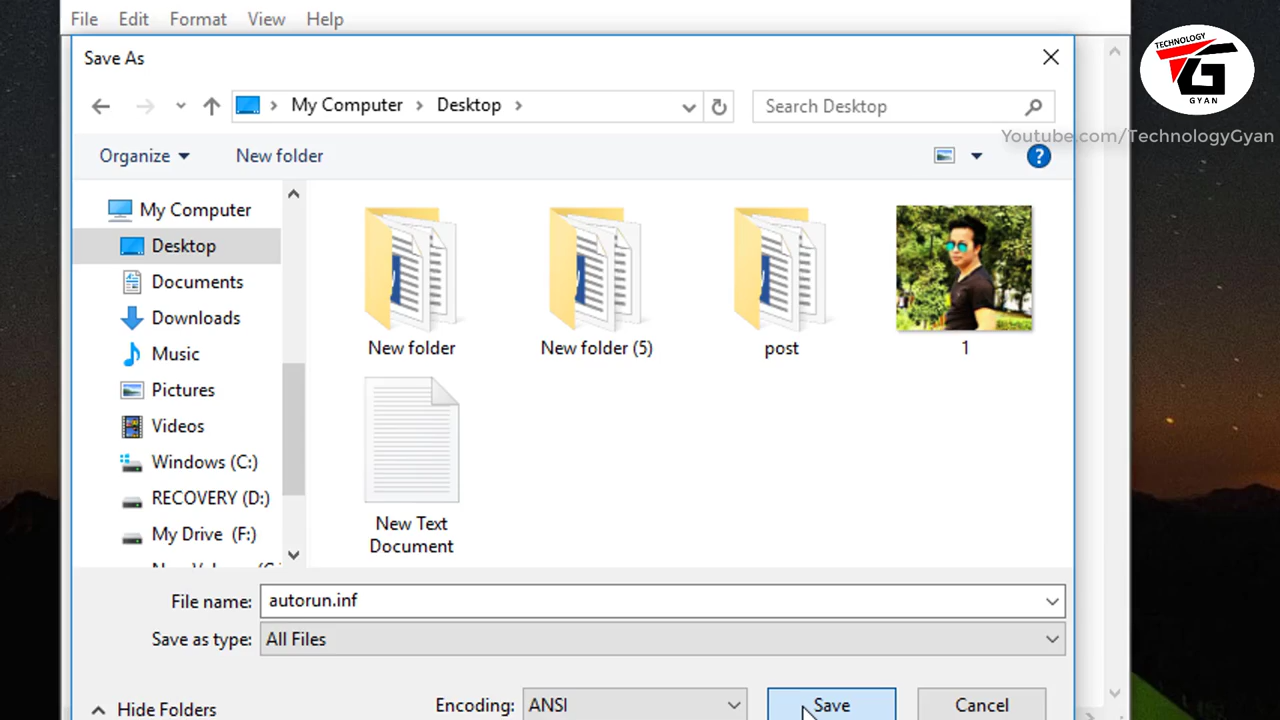 File Edit Format View Help
TECHNOLOGY
GYAN
Youtube.com/TechnologyGyan
Save As
My Computer > Desktop >
Search Desktop
Organize
New folder
My Computer
Desktop
Documents
Downloads
Music
Pictures
Videos
Windows (C:)
RECOVERY (D:)
My Drive (F:)
New folder
New folder (5)
post
1
New Text
Document
File name: autorun.inf
Save as type: All Files
Hide Folders
Encoding: ANSI
Save
Cancel